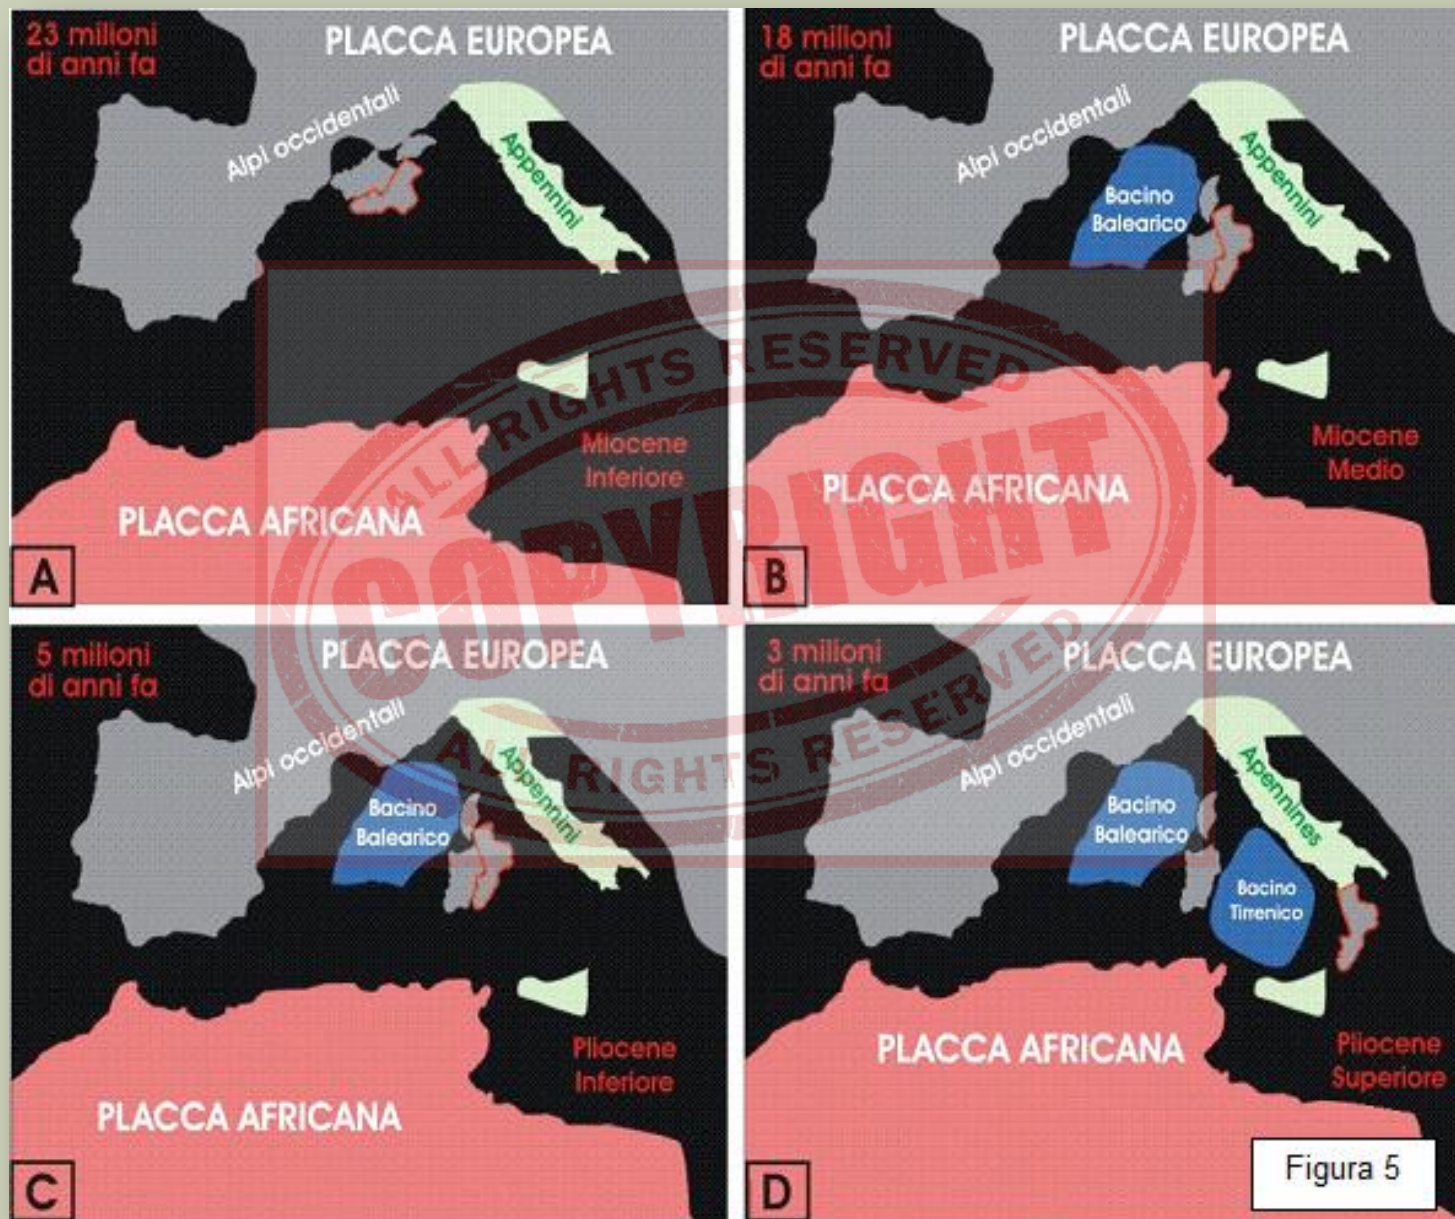 23 milioni
di anni fa
PLACCA EUROPEA
Alpi occidentali
Appennini
Miocene
Inferiore
PLACCA AFRICANA
A
18 milioni
di anni fa
PLACCA EUROPEA
Alpi occidentali
Appennini
Bacino
Balearico
Miocene
Medio
PLACCA AFRICANA
B
5 milioni
di anni fa
PLACCA EUROPEA
Alpi occidentali
Appennini
Bacino
Balearico
Pliocene
Inferiore
PLACCA AFRICANA
C
3 milioni
di anni fa
PLACCA EUROPEA
Alpi occidentali
Apennines
Bacino
Balearico
Bacino
Tirrenico
Pliocene
Superiore
PLACCA AFRICANA
D
Figura 5
ALL RIGHTS RESERVED
COPYRIGHT
ALL RIGHTS RESERVED